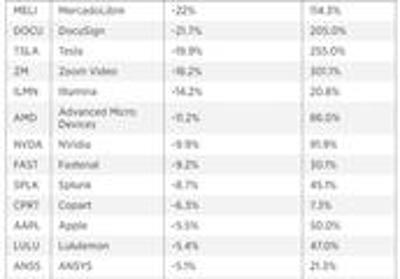 MELI MercadoLibre -22% 114.3%
DOCU DocuSign -21.7% 205.0%
TSLA Tesla -19.9% 255.0%
ZM Zoom Video -18.2% 301.1%
ILMN Illumina -14.2% 20.8%
AMD Advanced Micro Devices -11.2% 86.0%
NVDA Nvidia -9.9% 91.9%
FAST Fastenal -9.2% 30.1%
SPLK Splunk -8.7% 45.1%
CPRT Copart -6.3% 7.3%
AAPL Apple -5.5% 50.0%
LULU Lululemon -5.4% 47.0%
ANSS ANSYS -5.1% 21.3%